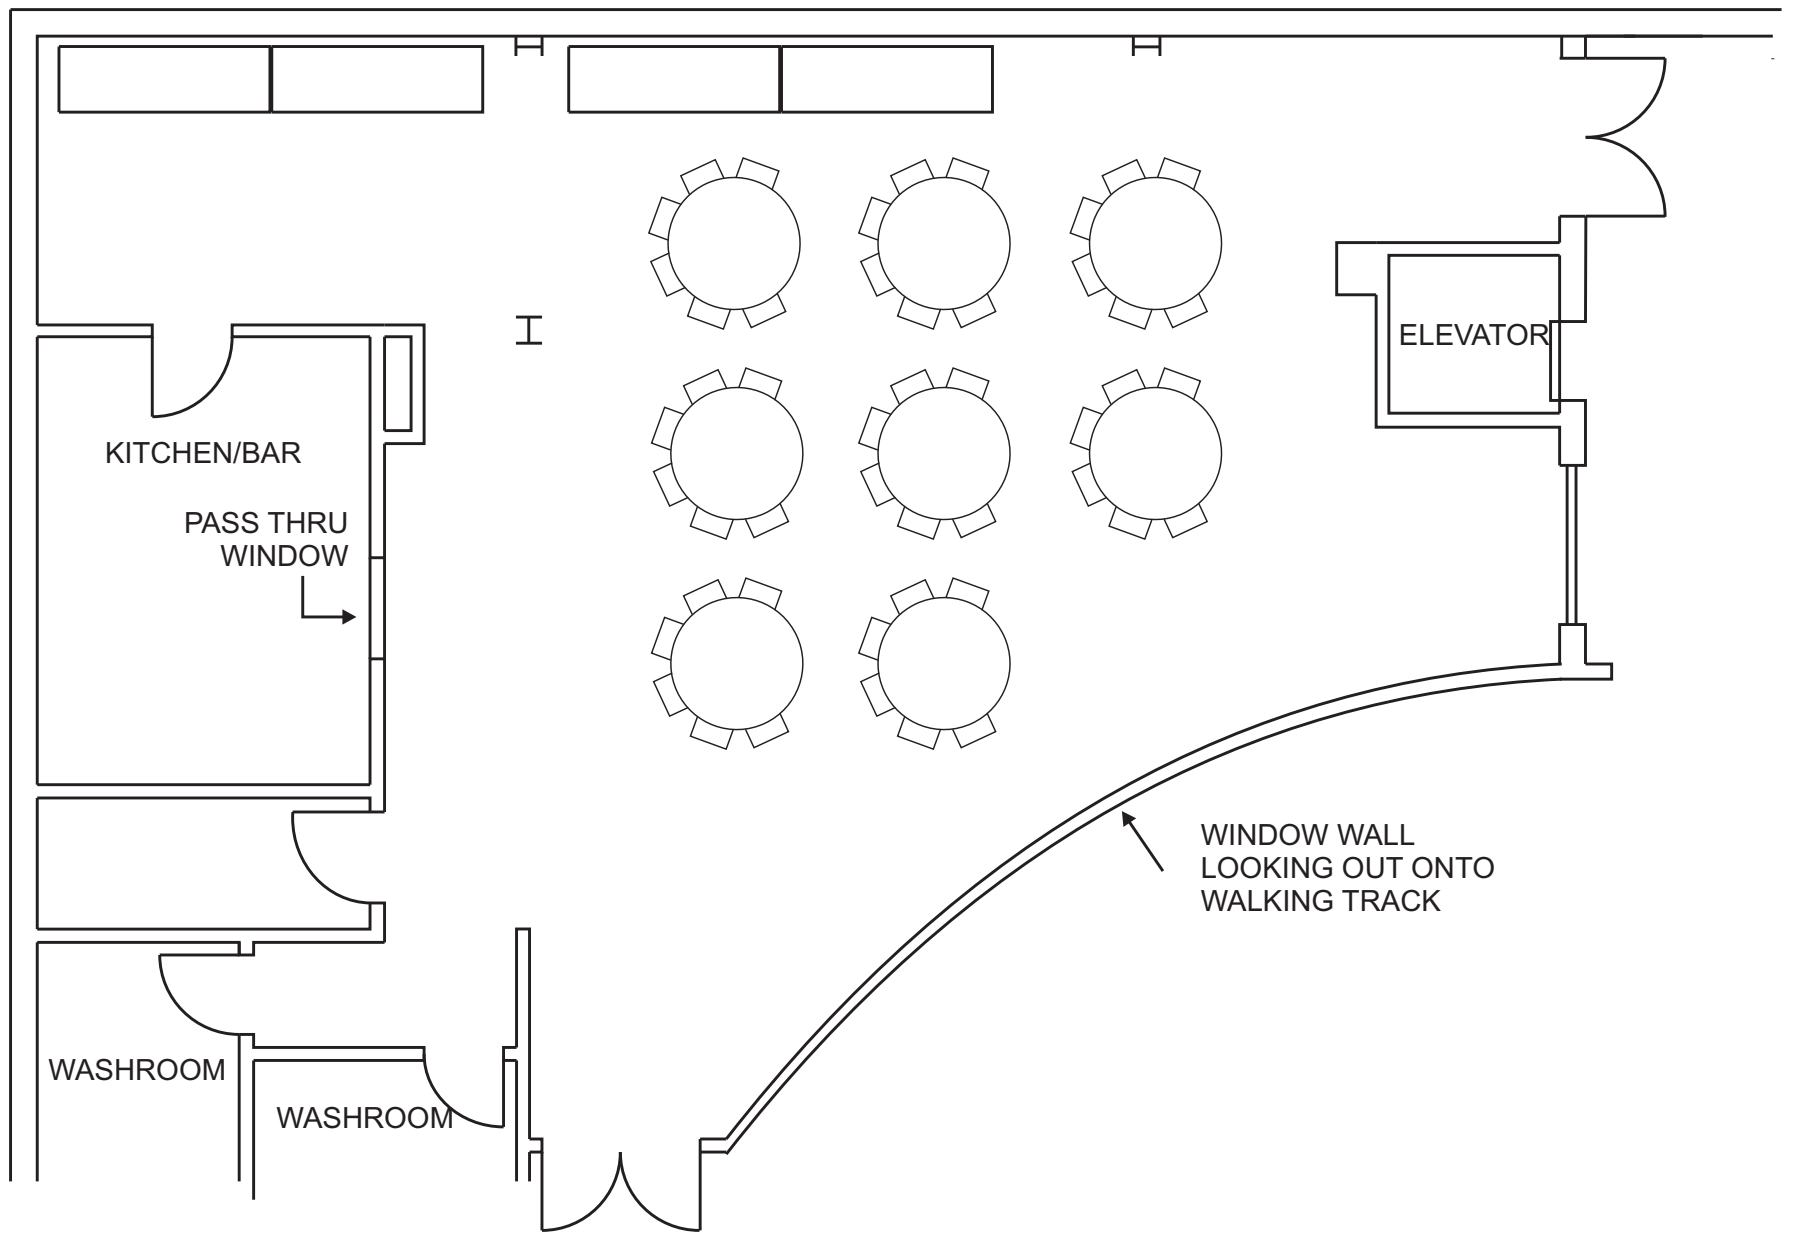 ELEVATOR
KITCHEN/BAR
PASS THRU
WINDOW
WINDOW WALL
LOOKING OUT ONTO
WALKING TRACK
WASHROOM
WASHROOM